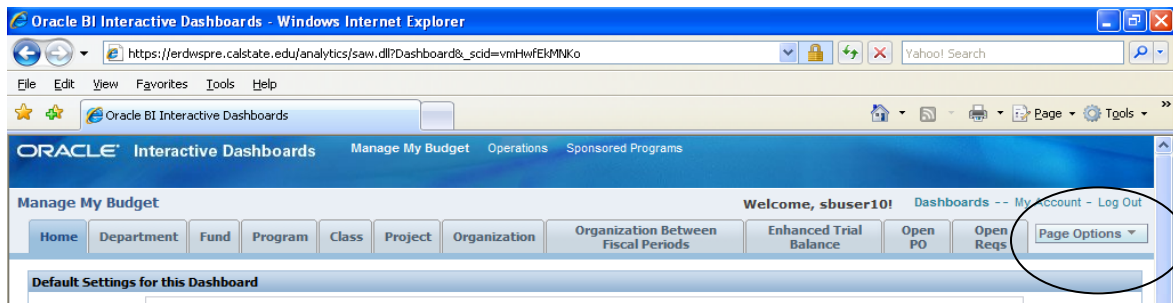 Oracle BI Interactive Dashboards - Windows Internet Explorer
https://erdwspre.calstate.edu/analytics/saw.dll?Dashboard&_scid=vmHwfEkMNKo
Yahoo! Search
File Edit View Favorites Tools Help
Oracle BI Interactive Dashboards
Page Tools »
ORACLE Interactive Dashboards Manage My Budget Operations Sponsored Programs
Manage My Budget Welcome, sbuser10! Dashboards -- My Account - Log Out
Home Department Fund Program Class Project Organization Organization Between Fiscal Periods Enhanced Trial Balance Open PO Open Reqs Page Options
Default Settings for this Dashboard